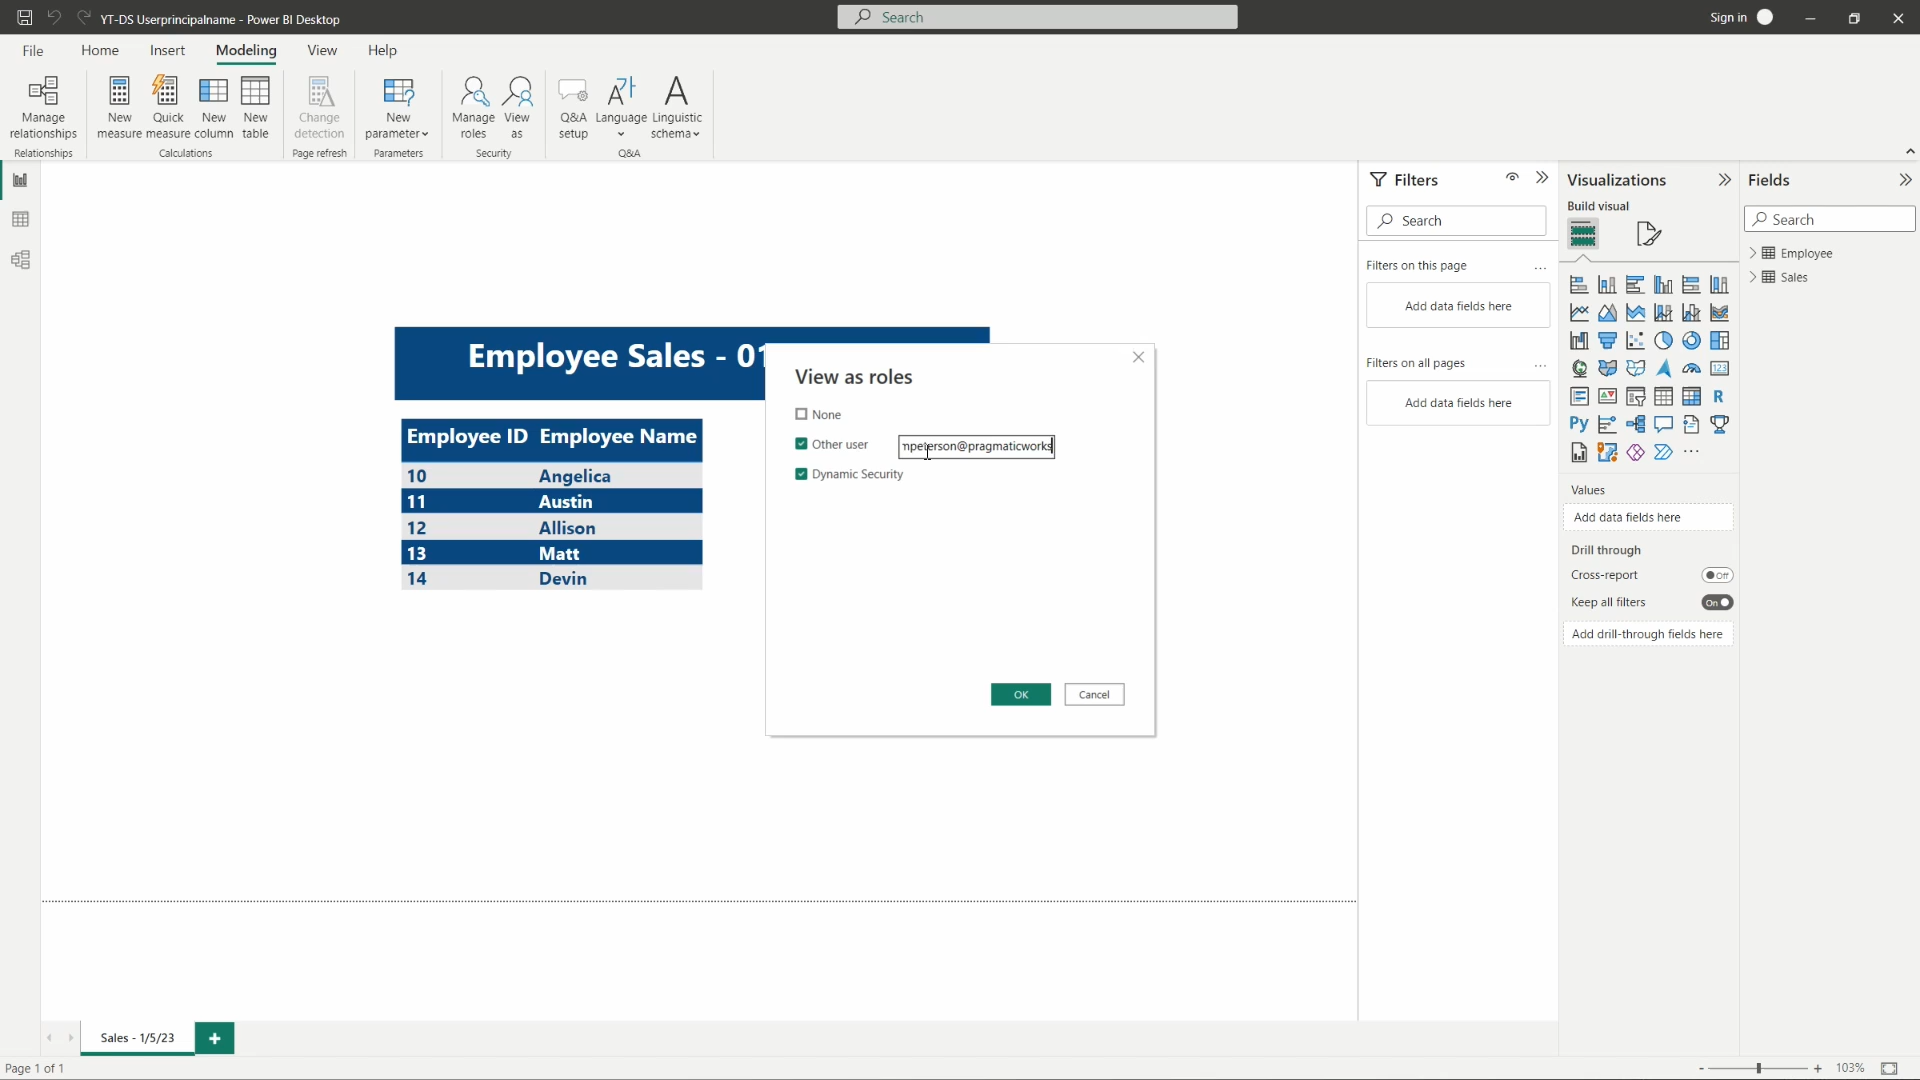 YT-DS Userprincipalname - Power BI Desktop
Search
Sign in
File
Home
Insert
Modeling
View
Help
Manage relationships
New measure
Quick measure
New column
New table
Change detection
New parameter
Manage roles
View as
Q&A setup
Language
Linguistic schema
Relationships
Calculations
Page refresh
Parameters
Security
Q&A
Employee Sales - 01
Employee ID Employee Name
10 Angelica
11 Austin
12 Allison
13 Matt
14 Devin
View as roles
None
Other user
npeterson@pragmaticworks
Dynamic Security
OK
Cancel
Filters
Search
Filters on this page
...
Add data fields here
Filters on all pages
...
Add data fields here
Visualizations
Build visual
123
R
Py
...
Values
Add data fields here
Drill through
Cross-report
Off
Keep all filters
On
Add drill-through fields here
Fields
Search
Employee
Sales
Sales - 1/5/23
+
Page 1 of 1
- + 103%